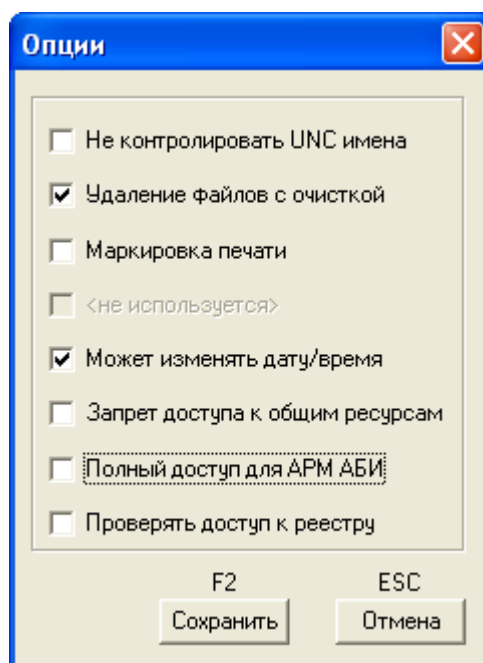 Опции
Не контролировать UNC имена
Удаление файлов с очисткой
Маркировка печати
<не используется>
Может изменять дату/время
Запрет доступа к общим ресурсам
Полный доступ для АРМ АБИ
Проверять доступ к реестру
F2 ESC
Сохранить Отмена